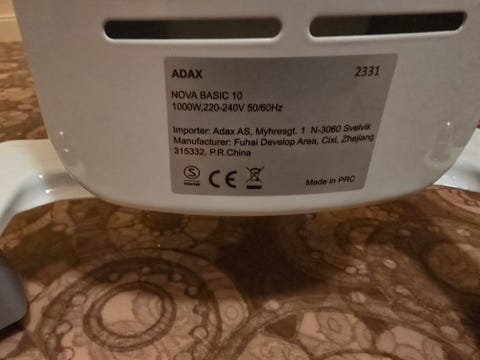 ADAX 2331
NOVA BASIC 10
1000W,220-240V 50/60Hz
Importer: Adax AS, Myhresgt. 1 N-3060 Svelvik
Manufacturer: Fuhai Develop Area, Cixi, Zhejiang
315332, P.R.China
S CE Made in PRC